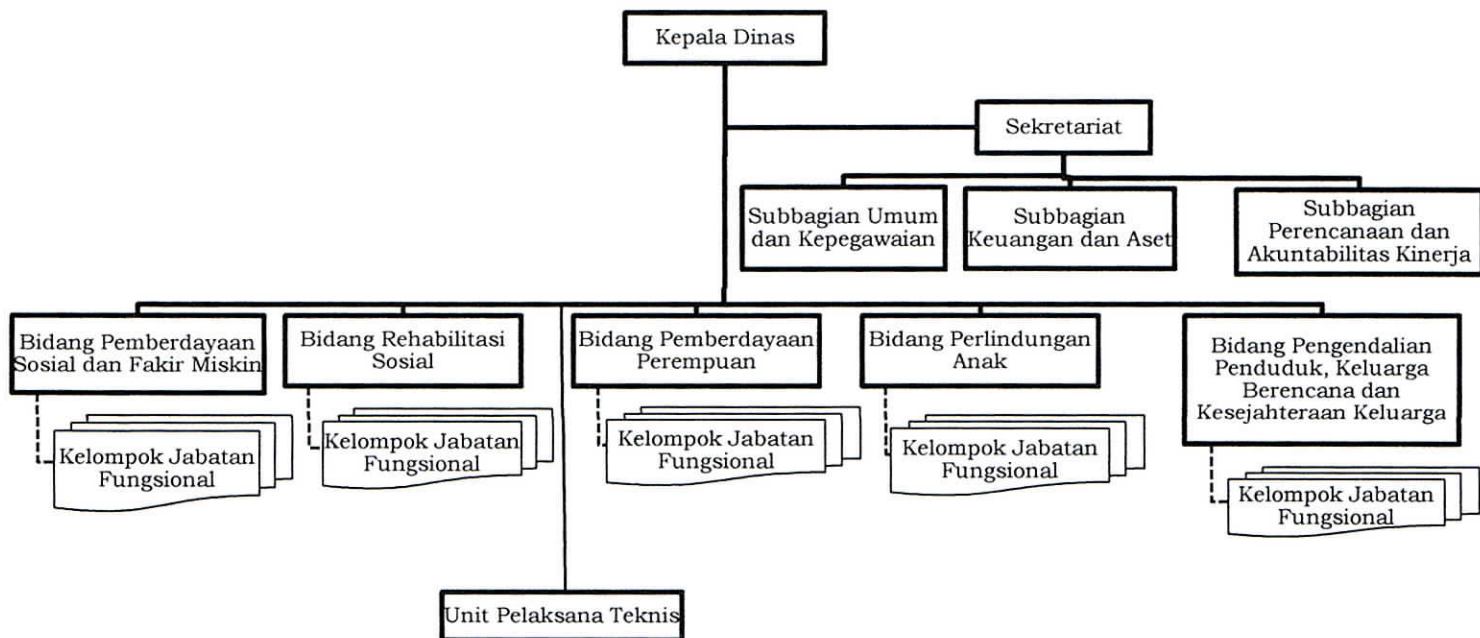 Kepala Dinas
Sekretariat
Subbagian Umum
dan Kepegawaian
Subbagian
Keuangan dan Aset
Subbagian
Perencanaan dan
Akuntabilitas Kinerja
Bidang Pemberdayaan
Sosial dan Fakir Miskin
Bidang Rehabilitasi
Sosial
Bidang Pemberdayaan
Perempuan
Bidang Perlindungan
Anak
Bidang Pengendalian
Penduduk, Keluarga
Berencana dan
Kesejahteraan Keluarga
Kelompok Jabatan
Fungsional
Kelompok Jabatan
Fungsional
Kelompok Jabatan
Fungsional
Kelompok Jabatan
Fungsional
Kelompok Jabatan
Fungsional
Unit Pelaksana Teknis